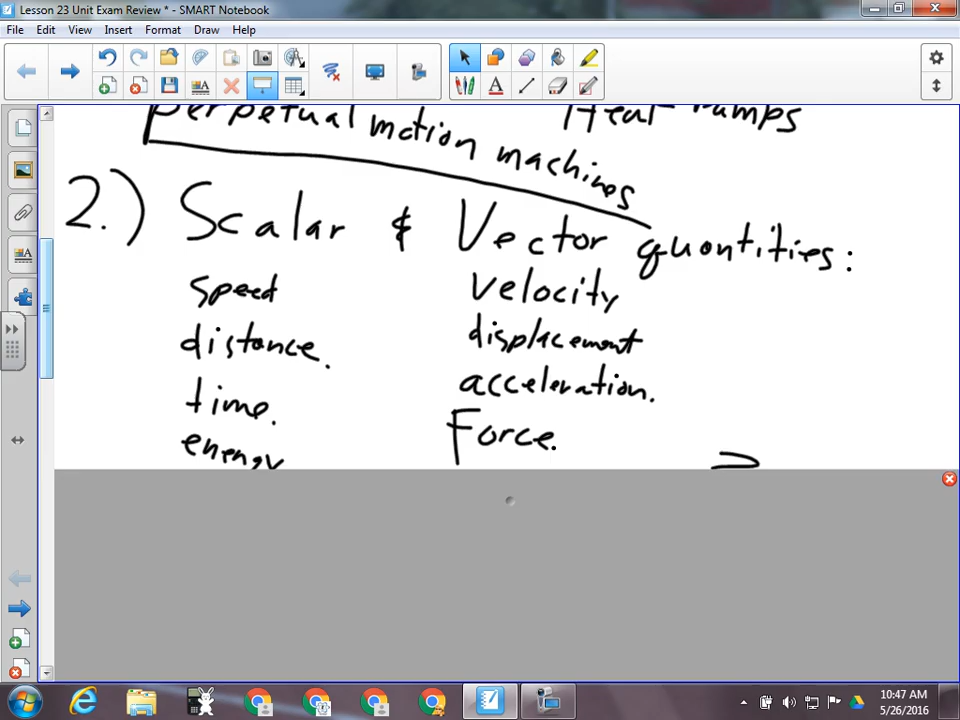 Lesson 23 Unit Exam Review * - SMART Notebook
File Edit View Insert Format Draw Help
perpetual motion machines
Heat Pumps
2.) Scalar & Vector quantities:
speed velocity
distance. displacement
time. acceleration.
energy Force.
10:47 AM
5/26/2016